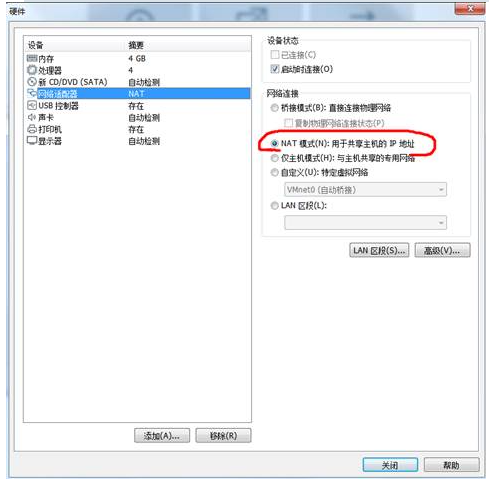 硬件
设备 摘要
内存 4 GB
处理器 4
新 CD/DVD (SATA) 自动检测
网络适配器 NAT
USB 控制器 存在
声卡 自动检测
打印机 存在
显示器 自动检测
添加(A)... 移除(R)
设备状态
已连接(C)
启动时连接(O)
网络连接
桥接模式(B): 直接连接物理网络
复制物理网络连接状态(P)
NAT 模式(N): 用于共享主机的 IP 地址
仅主机模式(H): 与主机共享的专用网络
自定义(U): 特定虚拟网络
VMnet0 (自动桥接)
LAN 区段(L):
LAN 区段(S)... 高级(V)...
关闭 帮助